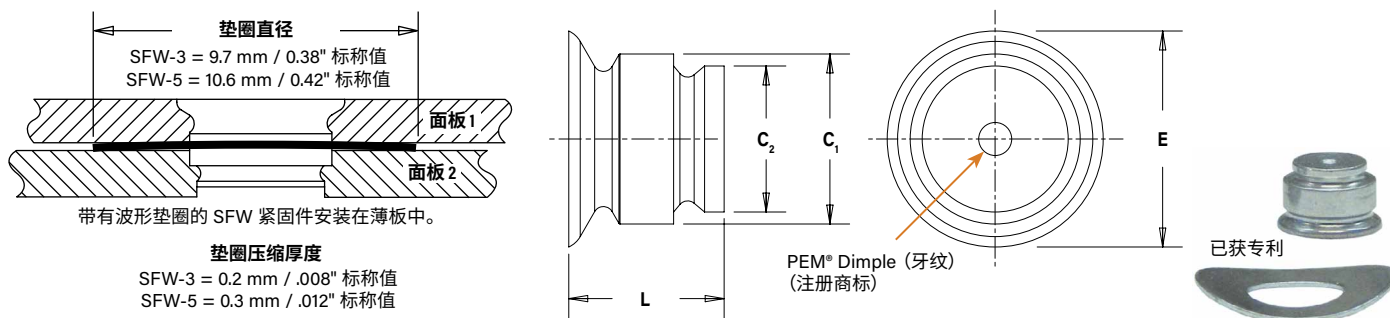 垫圈直径
SFW-3 = 9.7 mm / 0.38" 标称值
SFW-5 = 10.6 mm / 0.42" 标称值
面板1
面板 2
带有波形垫圈的 SFW 紧固件安装在薄板中。
垫圈压缩厚度
SFW-3 = 0.2 mm / .008" 标称值
SFW-5 = 0.3 mm / .012" 标称值
C₂
C₁
L
E
PEM® Dimple (牙纹)
(注册商标)
已获专利